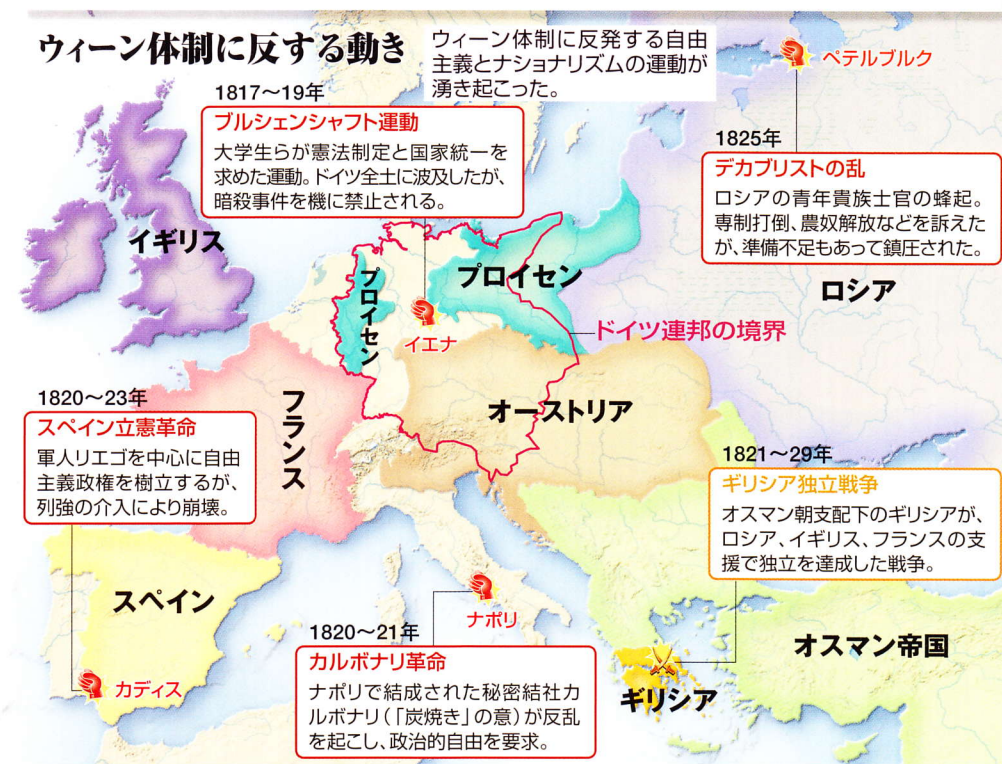 ウィーン体制に反する動き
ウィーン体制に反発する自由
主義とナショナリズムの運動が
湧き起こった。
ペテルブルク
1817〜19年
ブルシェンシャフト運動
大学生らが憲法制定と国家統一を
求めた運動。ドイツ全土に波及したが、
暗殺事件を機に禁止される。
1825年
デカブリストの乱
ロシアの青年貴族士官の蜂起。
専制打倒、農奴解放などを訴えた
が、準備不足もあって鎮圧された。
イギリス
プロイセン
プロイセン
ロシア
イエナ
ドイツ連邦の境界
フランス
オーストリア
1820〜23年
スペイン立憲革命
軍人リエゴを中心に自由
主義政権を樹立するが、
列強の介入により崩壊。
1821〜29年
ギリシア独立戦争
オスマン朝支配下のギリシアが、
ロシア、イギリス、フランスの支
援で独立を達成した戦争。
スペイン
ナポリ
カディス
1820〜21年
カルボナリ革命
ナポリで結成された秘密結社カ
ルボナリ(「炭焼き」の意)が反乱
を起こし、政治的自由を要求。
オスマン帝国
ギリシア